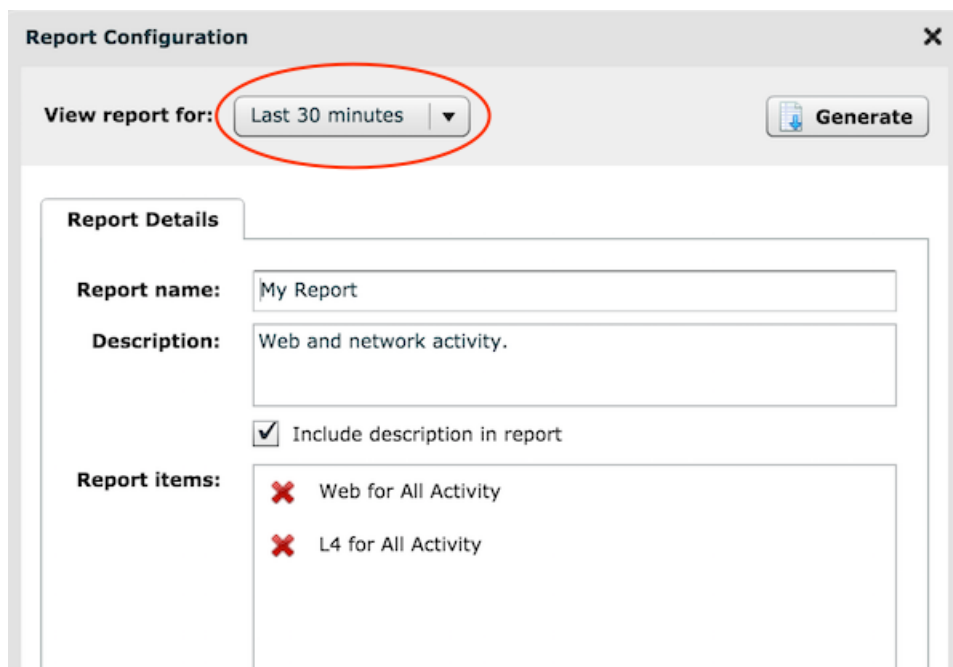 Report Configuration
View report for: Last 30 minutes Generate
Report Details
Report name: My Report
Description: Web and network activity.
Include description in report
Report items: Web for All Activity
L4 for All Activity